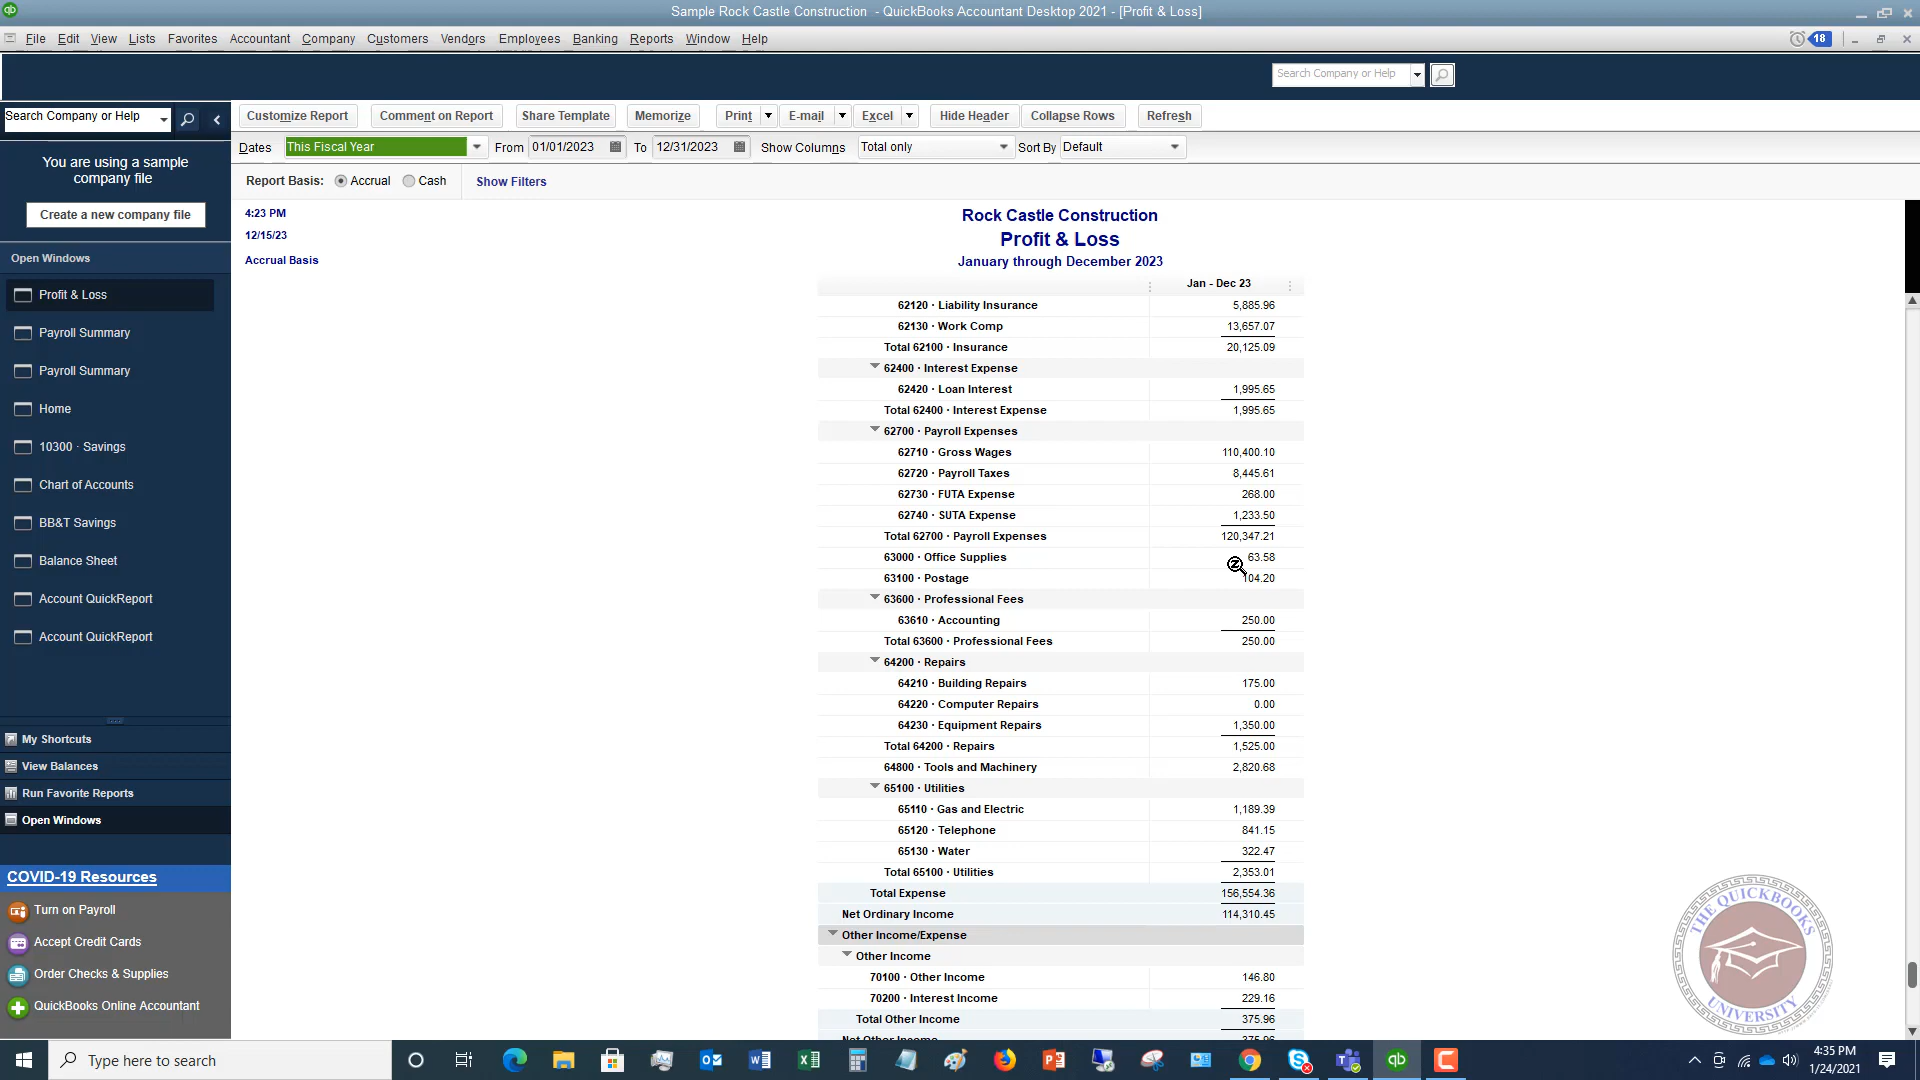 Sample Rock Castle Construction - QuickBooks Accountant Desktop 2021 - [Profit & Loss]
File Edit View Lists Favorites Accountant Company Customers Vendors Employees Banking Reports Window Help
18
Search Company or Help
Search Company or Help
Customize Report Comment on Report Share Template Memorize Print E-mail Excel Hide Header Collapse Rows Refresh
Dates This Fiscal Year From 01/01/2023 To 12/31/2023 Show Columns Total only Sort By Default
Report Basis: Accrual Cash Show Filters
You are using a sample
company file
Create a new company file
Open Windows
Profit & Loss
Payroll Summary
Payroll Summary
Home
10300 · Savings
Chart of Accounts
BB&T Savings
Balance Sheet
Account QuickReport
Account QuickReport
My Shortcuts
View Balances
Run Favorite Reports
Open Windows
COVID-19 Resources
Turn on Payroll
Accept Credit Cards
Order Checks & Supplies
QuickBooks Online Accountant
4:23 PM
12/15/23
Accrual Basis
Rock Castle Construction
Profit & Loss
January through December 2023
Jan - Dec 23
62120 · Liability Insurance 5,885.96
62130 · Work Comp 13,657.07
Total 62100 · Insurance 20,125.09
62400 · Interest Expense
62420 · Loan Interest 1,995.65
Total 62400 · Interest Expense 1,995.65
62700 · Payroll Expenses
62710 · Gross Wages 110,400.10
62720 · Payroll Taxes 8,445.61
62730 · FUTA Expense 268.00
62740 · SUTA Expense 1,233.50
Total 62700 · Payroll Expenses 120,347.21
63000 · Office Supplies 63.58
63100 · Postage 104.20
63600 · Professional Fees
63610 · Accounting 250.00
Total 63600 · Professional Fees 250.00
64200 · Repairs
64210 · Building Repairs 175.00
64220 · Computer Repairs 0.00
64230 · Equipment Repairs 1,350.00
Total 64200 · Repairs 1,525.00
64800 · Tools and Machinery 2,820.68
65100 · Utilities
65110 · Gas and Electric 1,189.39
65120 · Telephone 841.15
65130 · Water 322.47
Total 65100 · Utilities 2,353.01
Total Expense 156,554.36
Net Ordinary Income 114,310.45
Other Income/Expense
Other Income
70100 · Other Income 146.80
70200 · Interest Income 229.16
Total Other Income 375.96
Net Other Income 375.96
THE QUICKBOOKS
UNIVERSITY
Type here to search
4:35 PM
1/24/2021